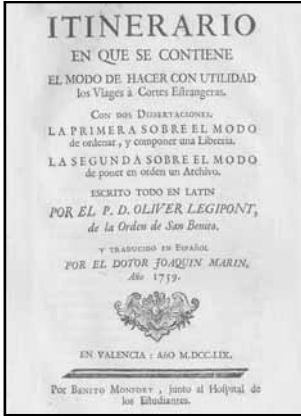 ITINERARIO
EN QUE SE CONTIENE
EL MODO DE HACER CON UTILIDAD
los Viages à Cortes Estrangeras.
CON DOS DISSERTACIONES.
LA PRIMERA SOBRE EL MODO
de ordenar, y componer una Libreria.
LA SEGUNDA SOBRE EL MODO
de poner en orden un Archivo.
ESCRITO TODO EN LATIN
POR EL P. D. OLIVER LEGIPONT,
de la Orden de San Benito,
Y TRADUCIDO EN ESPAÑOL
POR EL DOTOR JOAQUIN MARIN,
Año 1759.
EN VALENCIA: AÑO M.DCC.LIX.
Por BENITO MONFORT, junto al Hospital de
los Estudiantes.